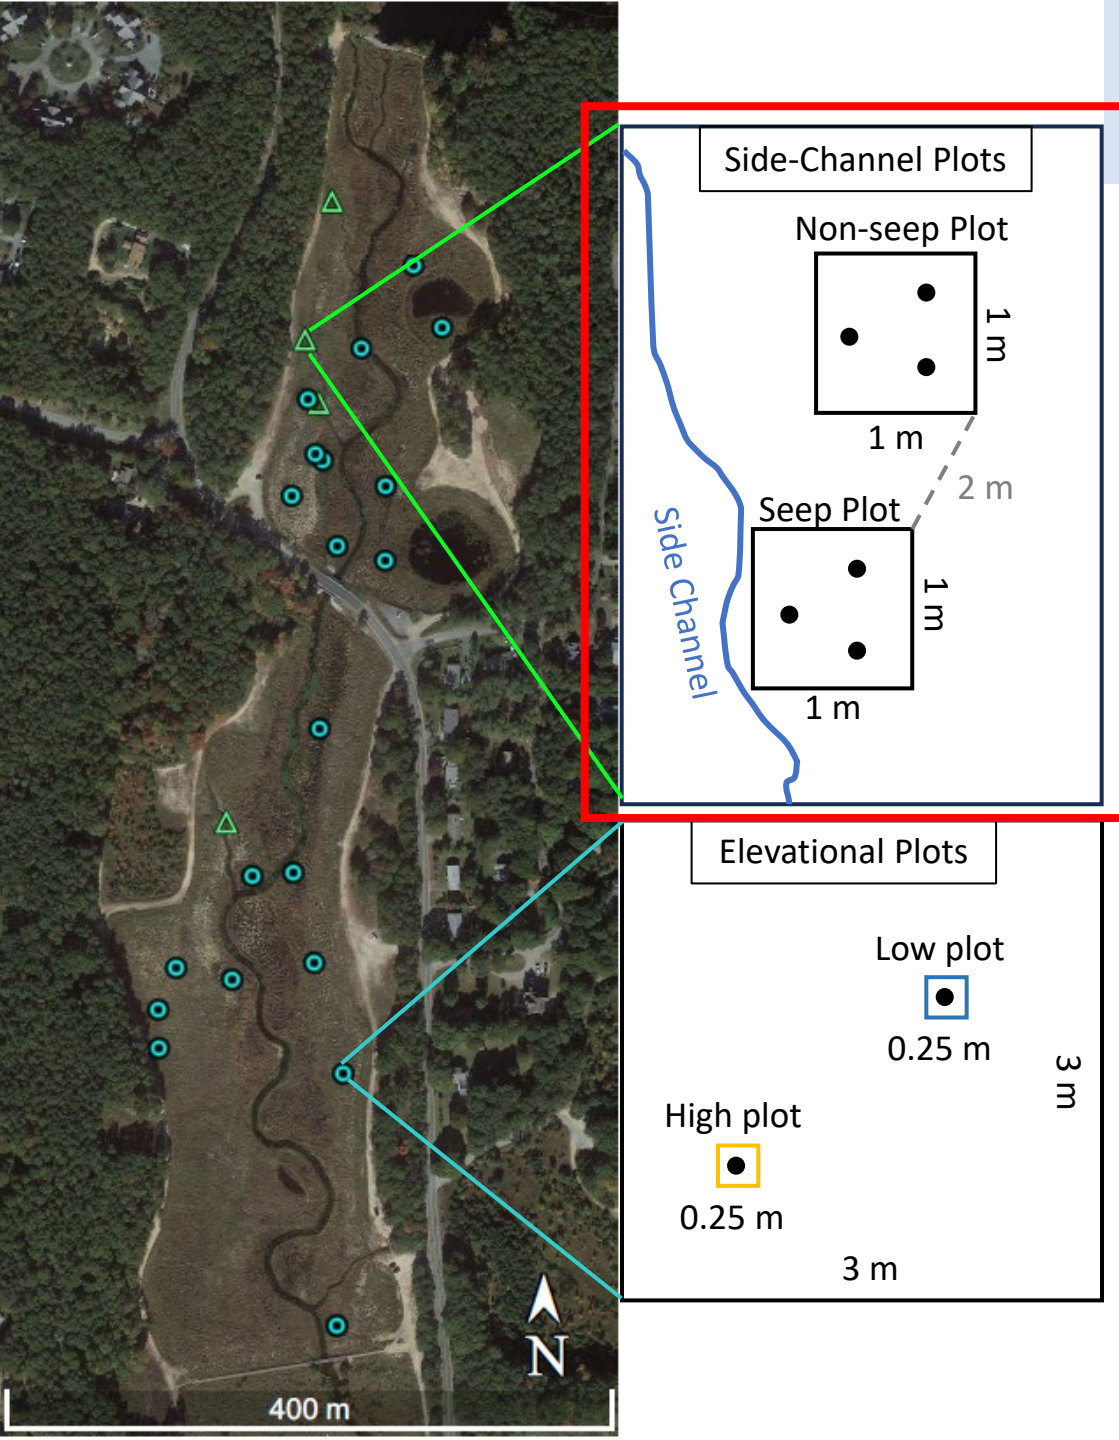 Side-Channel Plots
Non-seep Plot
1 m
1 m
2 m
Seep Plot
1 m
1 m
Side Channel
Elevational Plots
Low plot
0.25 m
3 m
High plot
0.25 m
3 m
N
400 m